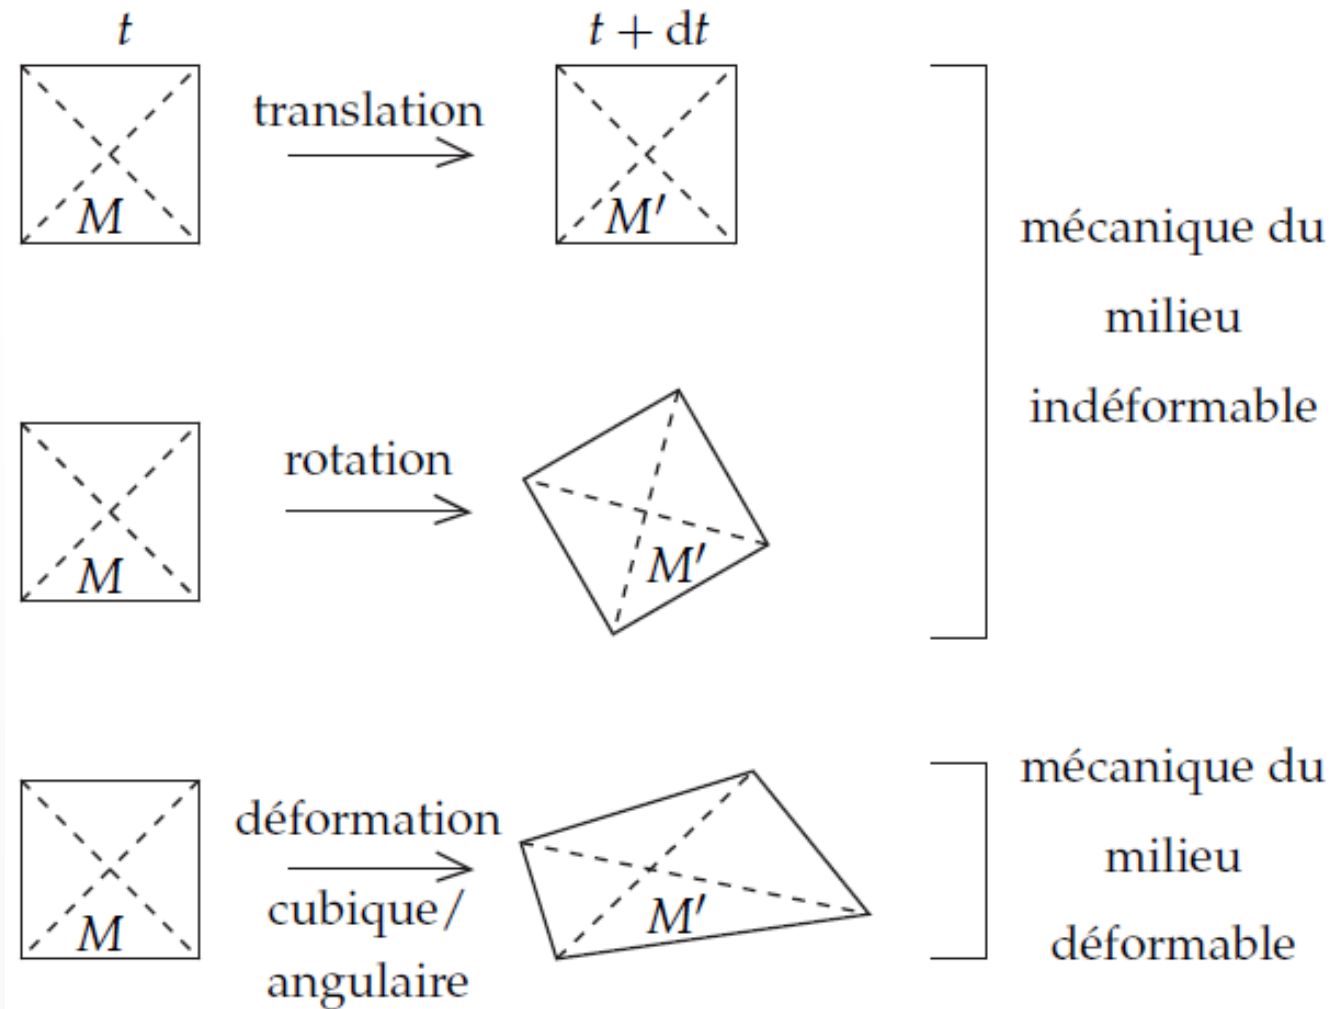 t
t + dt
translation
M
M′
mécanique du
milieu
indéformable
rotation
M
M′
déformation
cubique/
angulaire
M
M′
mécanique du
milieu
déformable